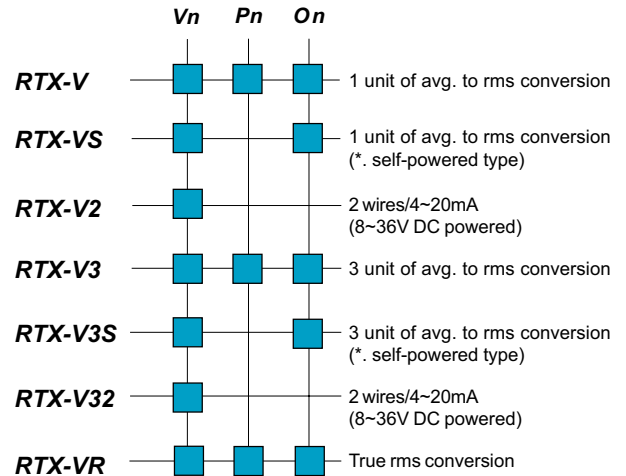 Vn Pn On
RTX-V 1 unit of avg. to rms conversion
RTX-VS 1 unit of avg. to rms conversion
(*. self-powered type)
RTX-V2 2 wires/4~20mA
(8~36V DC powered)
RTX-V3 3 unit of avg. to rms conversion
RTX-V3S 3 unit of avg. to rms conversion
(*. self-powered type)
RTX-V32 2 wires/4~20mA
(8~36V DC powered)
RTX-VR True rms conversion